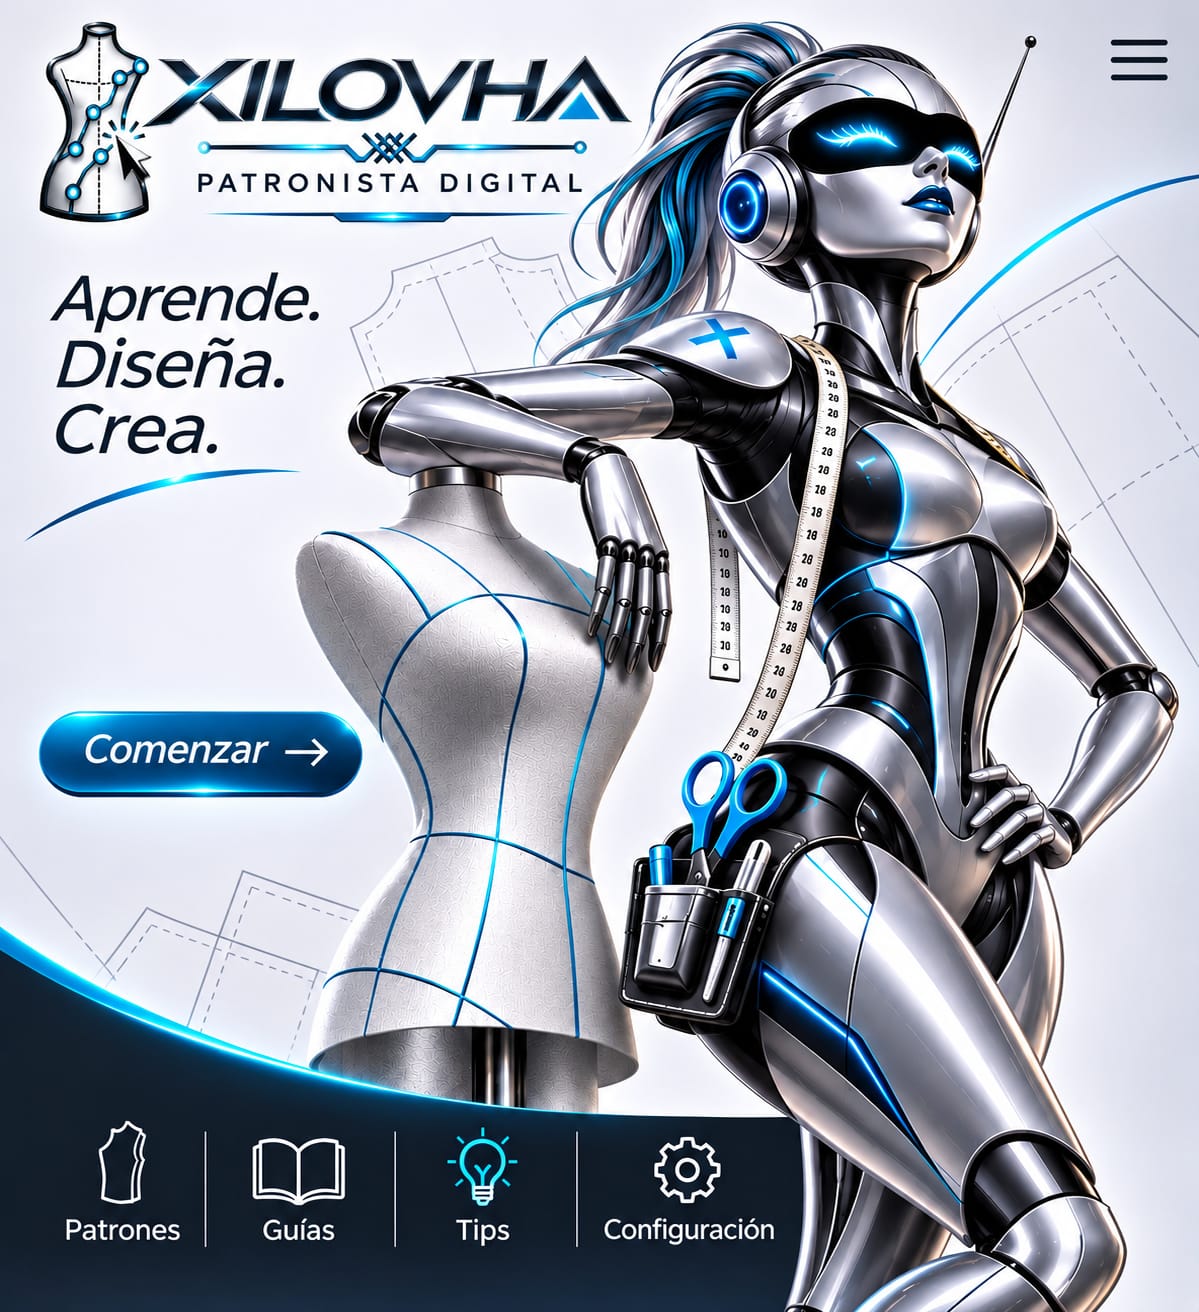 XILOVHA
PATRONISTA DIGITAL
Aprende.
Diseña.
Crea.
Comenzar →
Patrones
Guías
Tips
Configuración